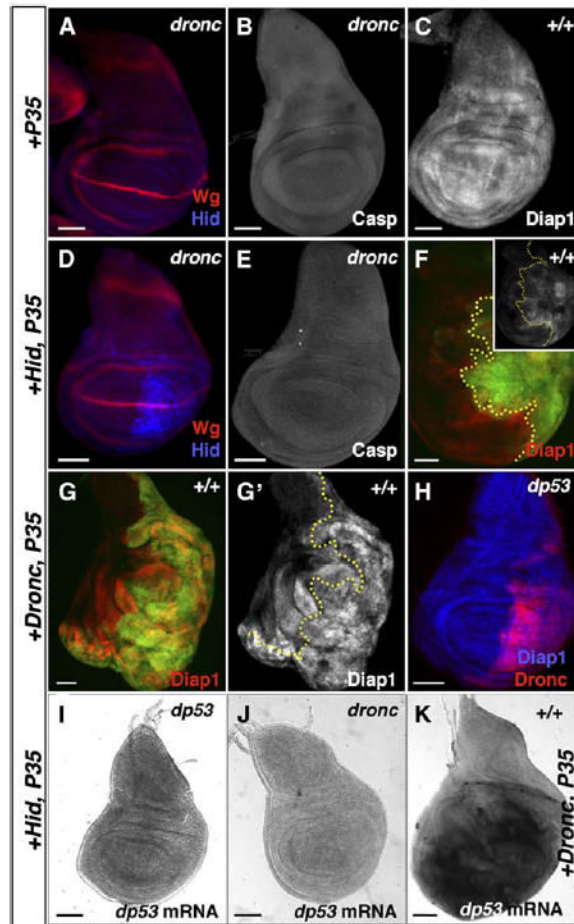 +P35
A
dronc
Wg
Hid
B
dronc
Casp
C
+/+
Diap1
+Hid, P35
D
dronc
Wg
Hid
E
dronc
Casp
F
+/+
Diap1
+Dronc, P35
G
+/+
Diap1
G'
+/+
Diap1
H
dp53
Diap1
Dronc
+Hid, P35
I
dp53
dp53 mRNA
J
dronc
dp53 mRNA
K
+/+
dp53 mRNA
+Dronc, P35